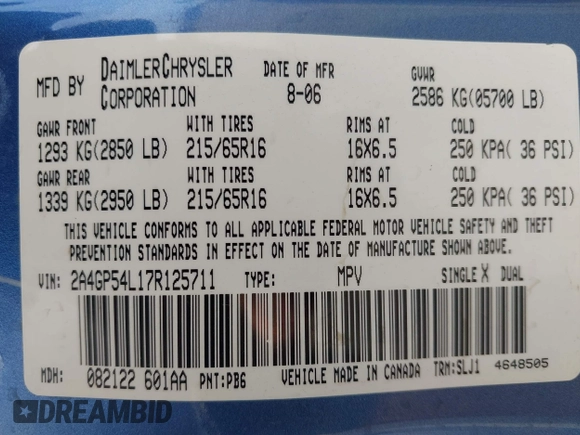 MFD BY DAIMLERCHRYSLER CORPORATION DATE OF MFR 8-06 GVWR 2586 KG(05700 LB)
GAWR FRONT WITH TIRES RIMS AT COLD
1293 KG(2850 LB) 215/65R16 16X6.5 250 KPA( 36 PSI)
GAWR REAR WITH TIRES RIMS AT COLD
1339 KG(2950 LB) 215/65R16 16X6.5 250 KPA( 36 PSI)
THIS VEHICLE CONFORMS TO ALL APPLICABLE FEDERAL MOTOR VEHICLE SAFETY AND THEFT
PREVENTION STANDARDS IN EFFECT ON THE DATE OF MANUFACTURE SHOWN ABOVE.
VIN: 2A4GP54L17R125711 TYPE: MPV SINGLE X DUAL
MDH: 082122 601AA PNT:PB6 VEHICLE MADE IN CANADA TRM:SLJ1 4648505
DREAMBID